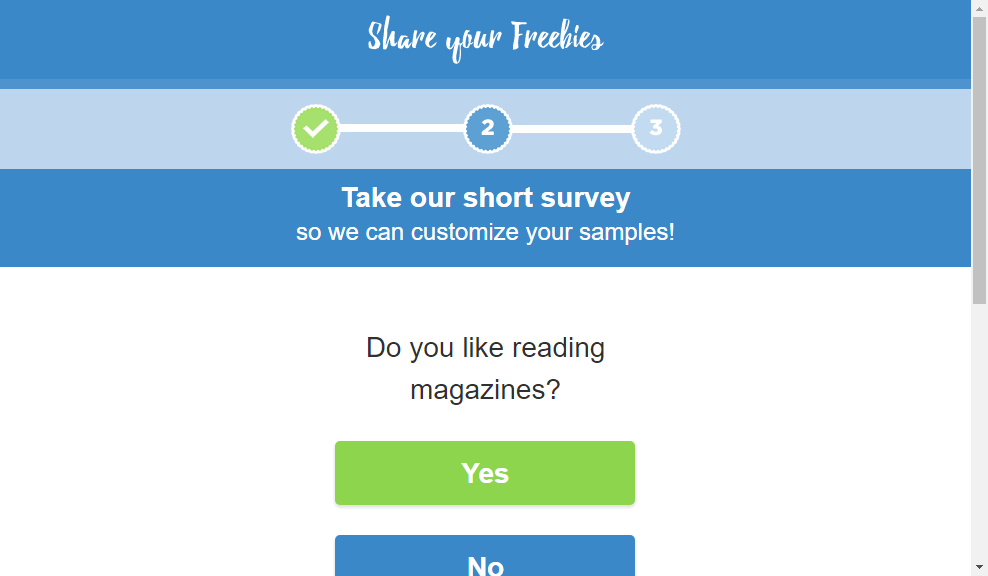 Share your Freebies
2
3
Take our short survey
so we can customize your samples!
Do you like reading
magazines?
Yes
No